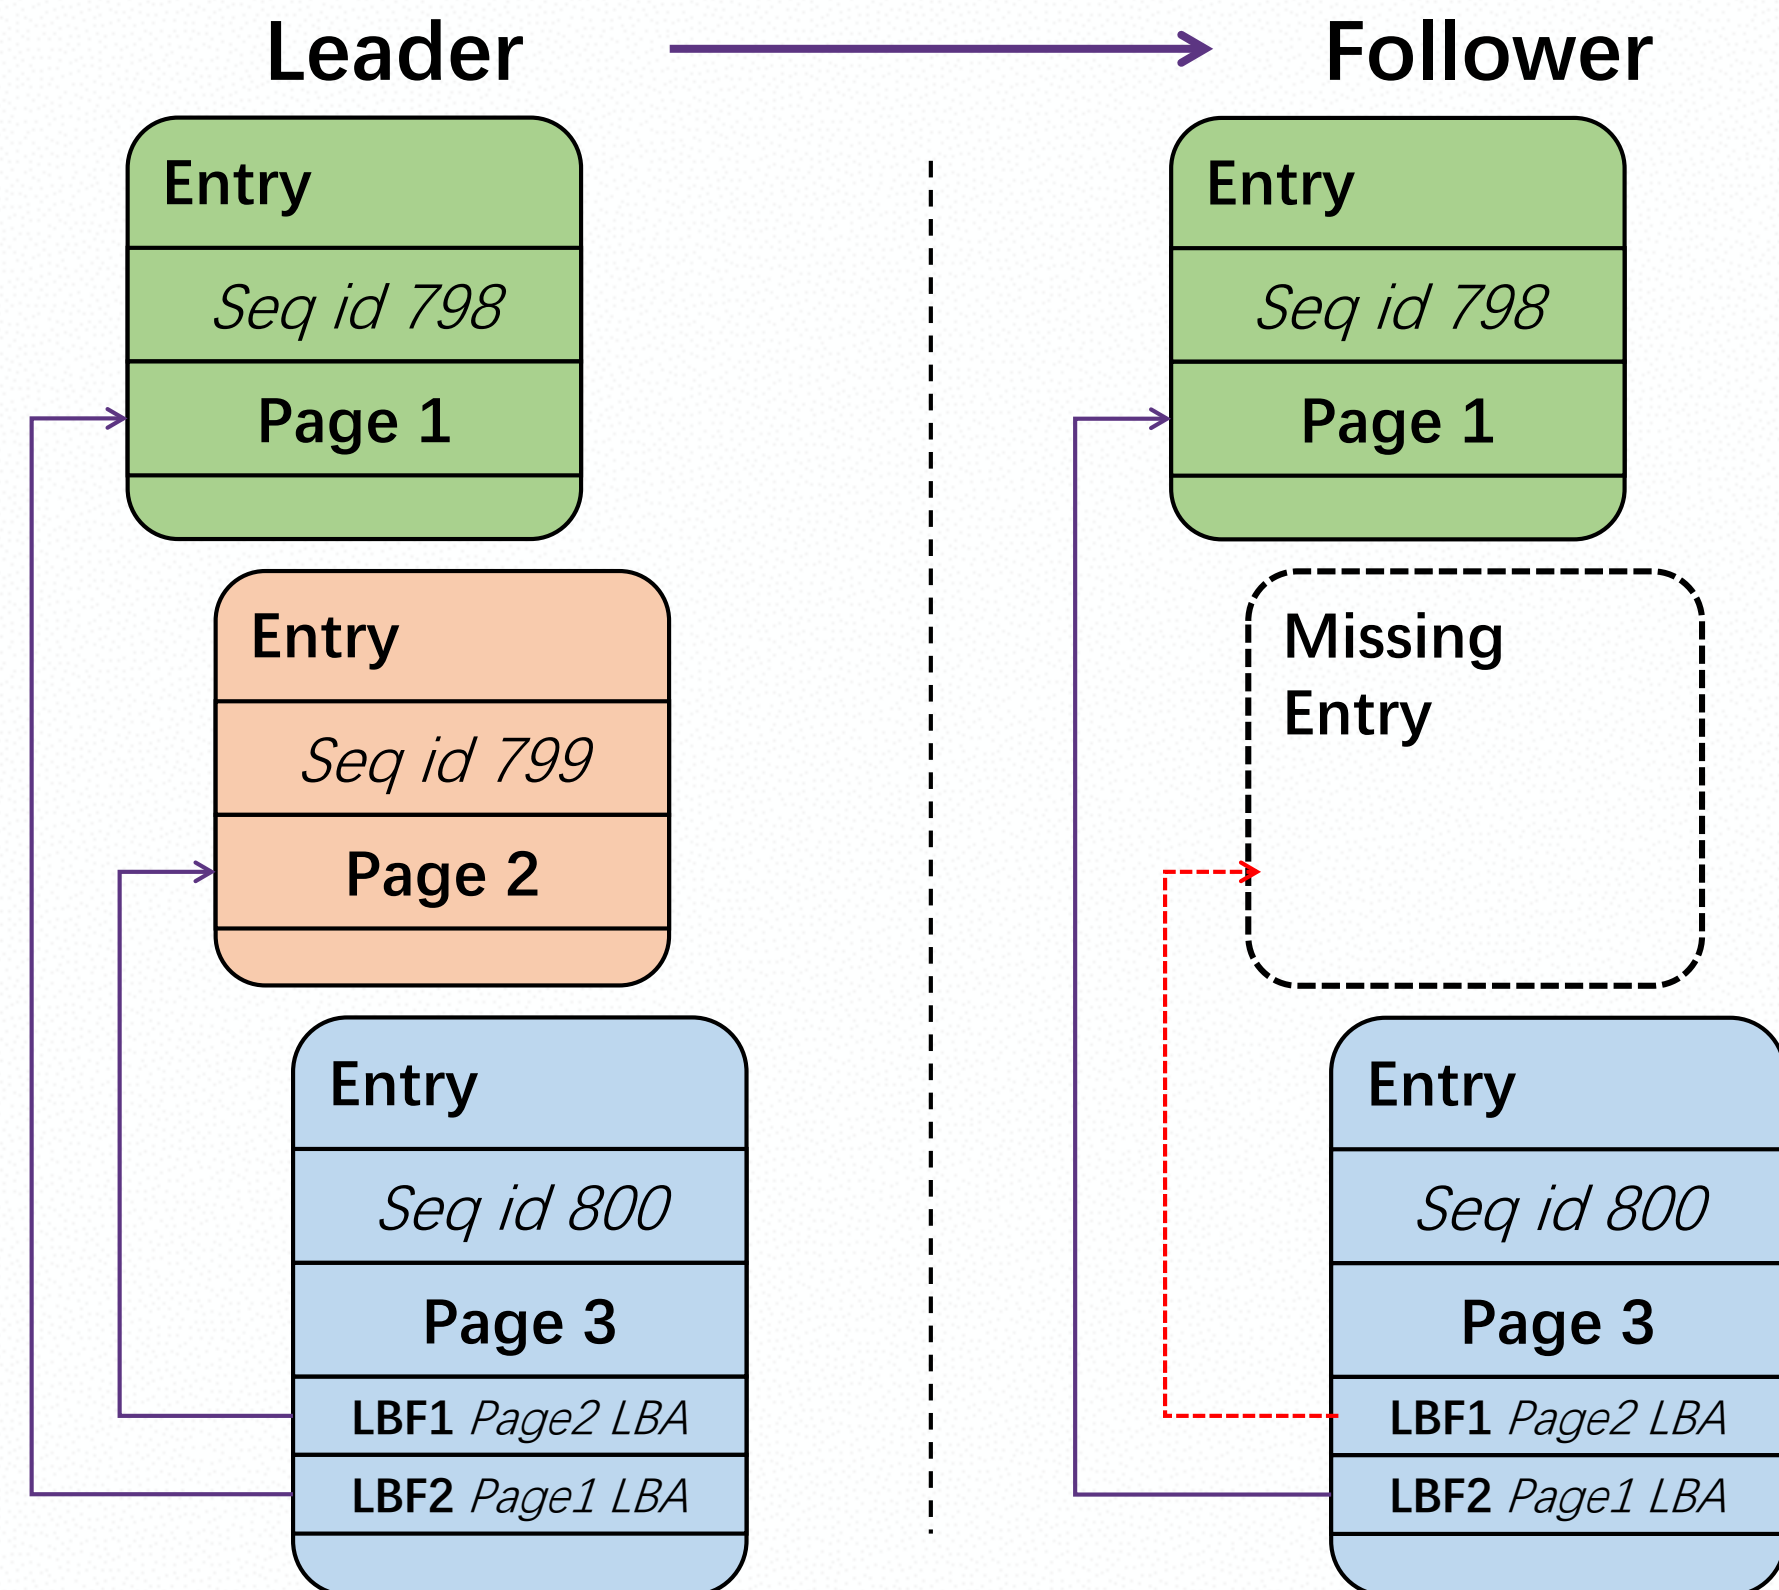 Leader
Entry
Seq id 798
Page 1
Entry
Seq id 799
Page 2
Entry
Seq id 800
Page 3
LBF1 Page2 LBA
LBF2 Page1 LBA
Follower
Entry
Seq id 798
Page 1
Missing
Entry
Entry
Seq id 800
Page 3
LBF1 Page2 LBA
LBF2 Page1 LBA